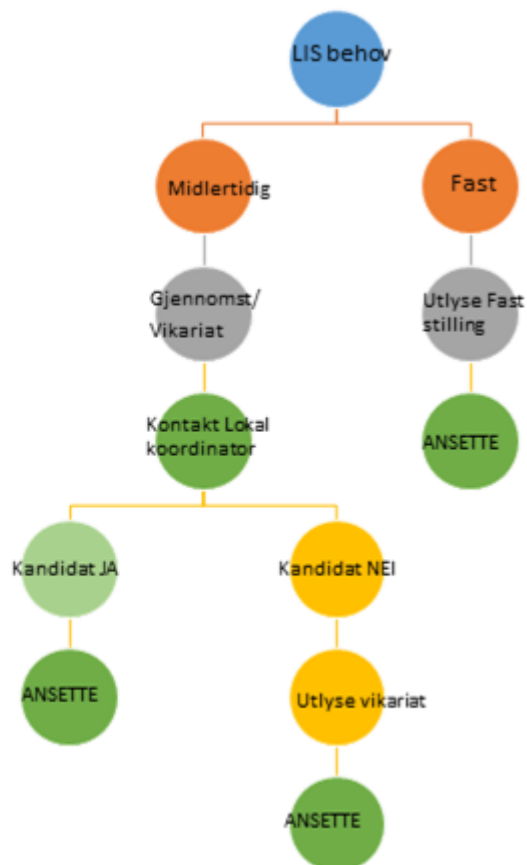 LIS behov
Midlertidig
Fast
Gjennomst/
Vikariat
Utlyse Fast
stilling
Kontakt Lokal
koordinator
ANSETTE
Kandidat JA
Kandidat NEI
ANSETTE
Utlyse vikariat
ANSETTE